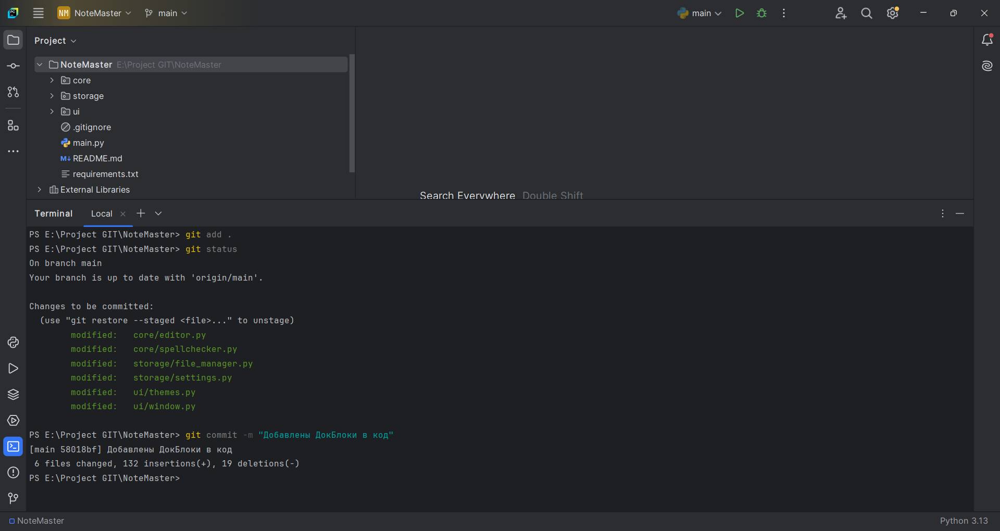 NM NoteMaster main main
Project
NoteMaster E:\Project GIT\NoteMaster
core
storage
ui
.gitignore
main.py
M↓ README.md
requirements.txt
External Libraries
Search Everywhere Double Shift
Terminal Local
PS E:\Project GIT\NoteMaster> git add .
PS E:\Project GIT\NoteMaster> git status
On branch main
Your branch is up to date with 'origin/main'.
Changes to be committed:
(use "git restore --staged <file>..." to unstage)
modified: core/editor.py
modified: core/spellchecker.py
modified: storage/file_manager.py
modified: storage/settings.py
modified: ui/themes.py
modified: ui/window.py
PS E:\Project GIT\NoteMaster> git commit -m "Добавлены ДокБлоки в код"
[main 58018bf] Добавлены ДокБлоки в код
6 files changed, 132 insertions(+), 19 deletions(-)
PS E:\Project GIT\NoteMaster>
NoteMaster Python 3.13